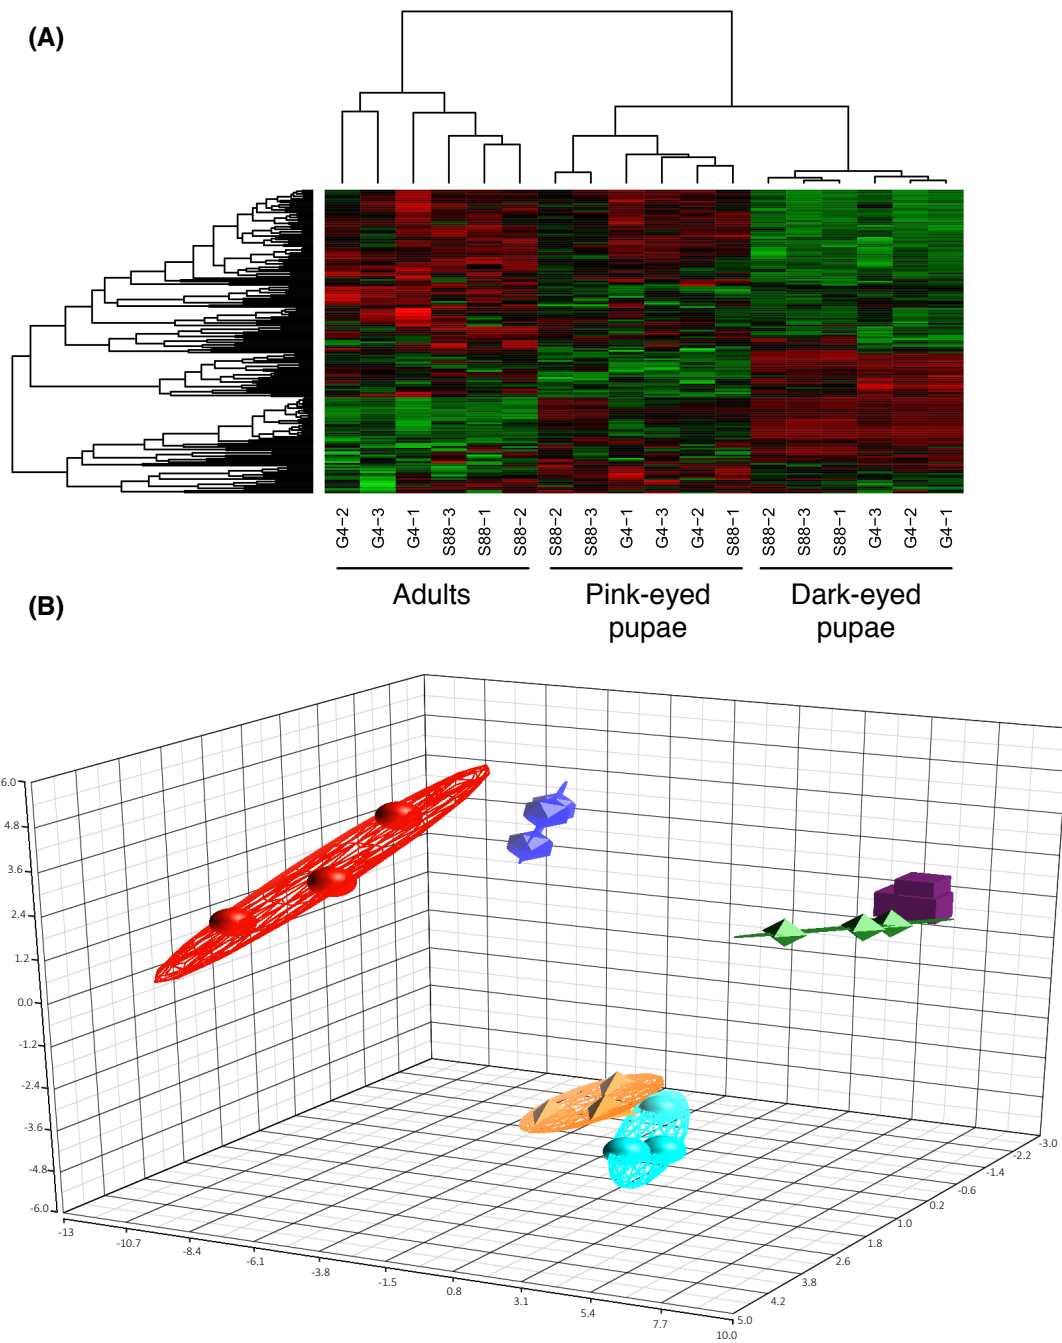 (A)
G4-2
G4-3
G4-1
S88-3
S88-1
S88-2
S88-2
S88-3
G4-1
G4-3
G4-2
S88-1
S88-2
S88-3
S88-1
G4-3
G4-2
G4-1
Adults
Pink-eyed
pupae
Dark-eyed
pupae
(B)
6.0
4.8
3.6
2.4
1.2
0.0
-1.2
-2.4
-3.6
-4.8
-6.0
-13
-10.7
-8.4
-6.1
-3.8
-1.5
0.8
3.1
5.4
7.7
10.0
5.0
4.2
3.8
2.6
1.8
1.0
0.2
-0.6
-1.4
-2.2
-3.0